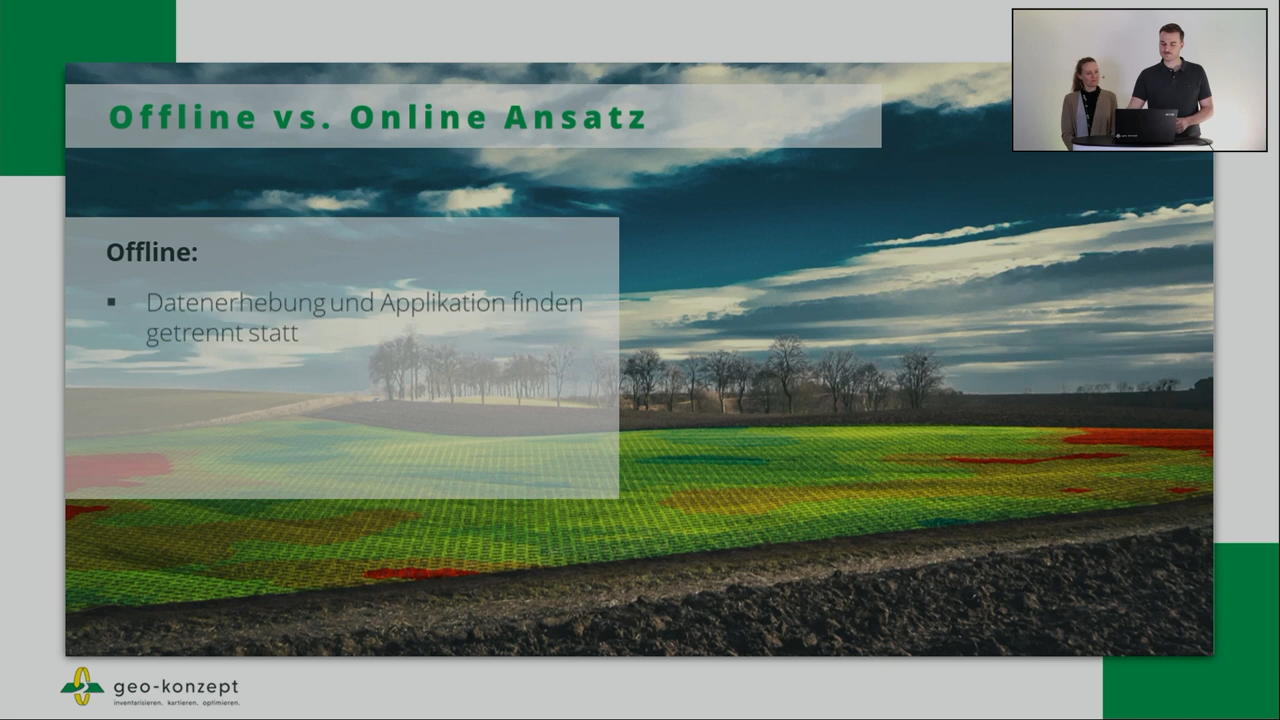 Offline vs. Online Ansatz
Offline:
▪ Datenerhebung und Applikation finden
getrennt statt
geo-konzept
inventarisieren. kartieren. optimieren.